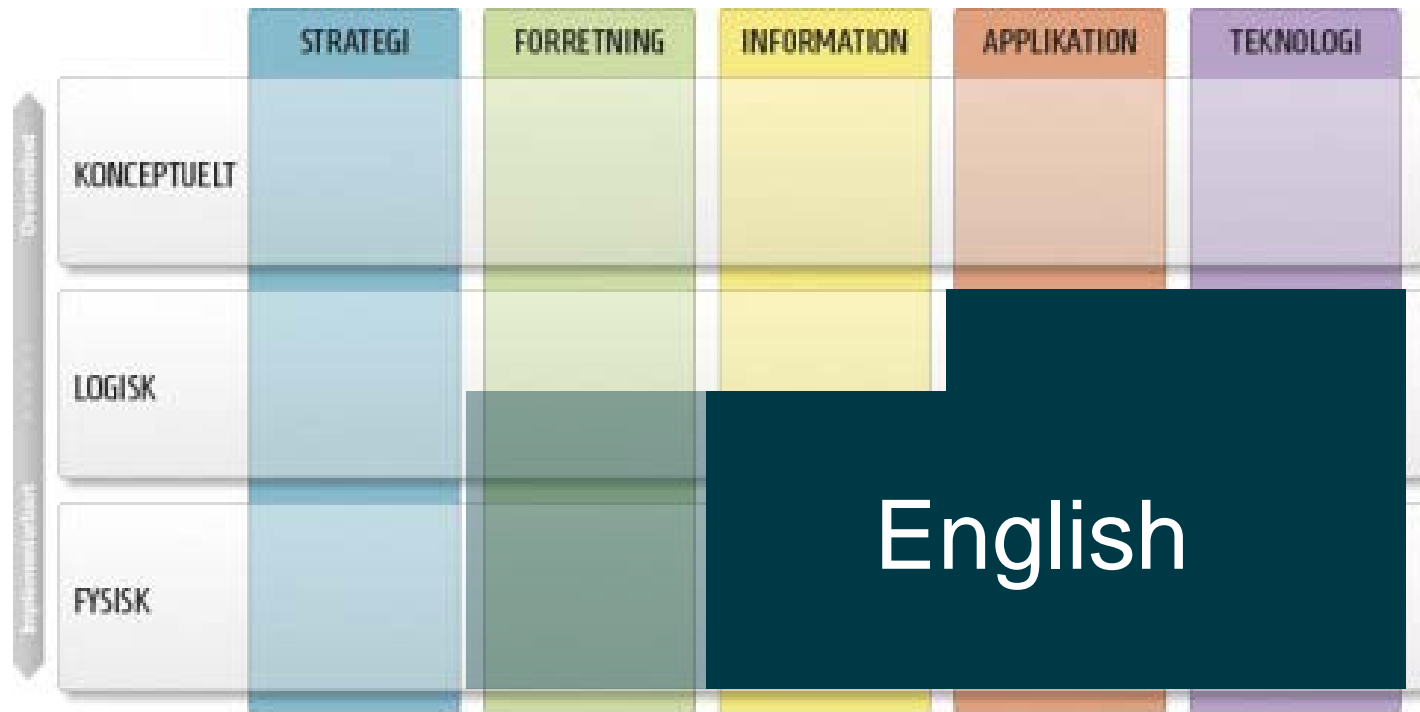 STRATEGI FORRETNING INFORMATION APPLIKATION TEKNOLOGI
KONCEPTUELT
LOGISK
English
FYSISK